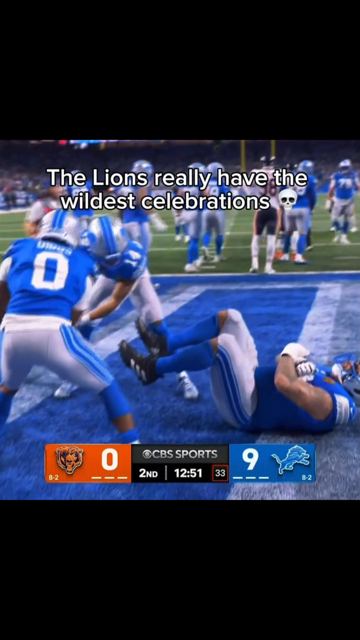 The Lions really have the
wildest celebrations 💀
0
0
©CBS SPORTS
9
8-2
2ND | 12:51
33
8-2